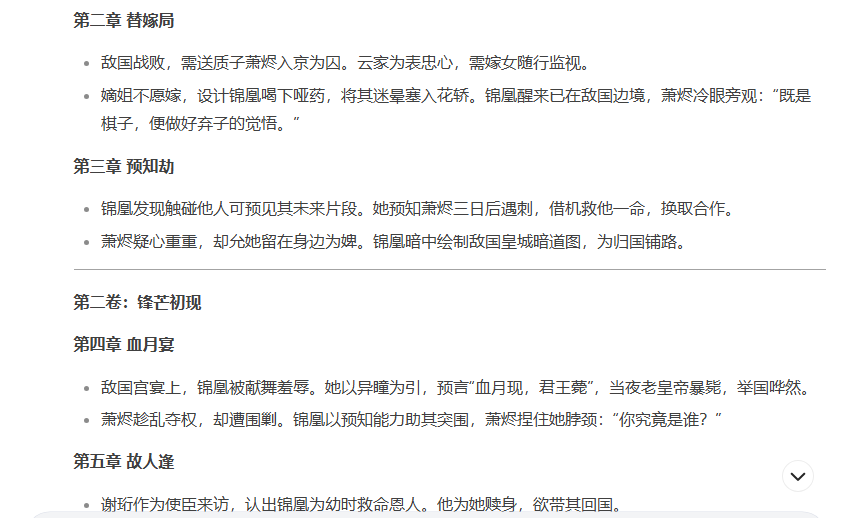 第二章 替嫁局
敌国战败，需送质子萧烬入京为囚。云家为表忠心，需嫁女随行监视。
嫡姐不愿嫁，设计锦凰喝下哑药，将其迷晕塞入花轿。锦凰醒来已在敌国边境，萧烬冷眼旁观：“既是
棋子，便做好弃子的觉悟。”
第三章 预知劫
锦凰发现触碰他人可预见其未来片段。她预知萧烬三日后遇刺，借机救他一命，换取合作。
萧烬疑心重重，却允她留在身边为婢。锦凰暗中绘制敌国皇城暗道图，为归国铺路。
第二卷：锋芒初现
第四章 血月宴
敌国宫宴上，锦凰被献舞羞辱。她以异瞳为引，预言“血月现，君王薨”，当夜老皇帝暴毙，举国哗然。
萧烬趁乱夺权，却遭围剿。锦凰以预知能力助其突围，萧烬捏住她脖颈：“你究竟是谁？”
第五章 故人逢
谢珩作为使臣来访，认出锦凰为幼时救命恩人。他为她赎身，欲带其回国。